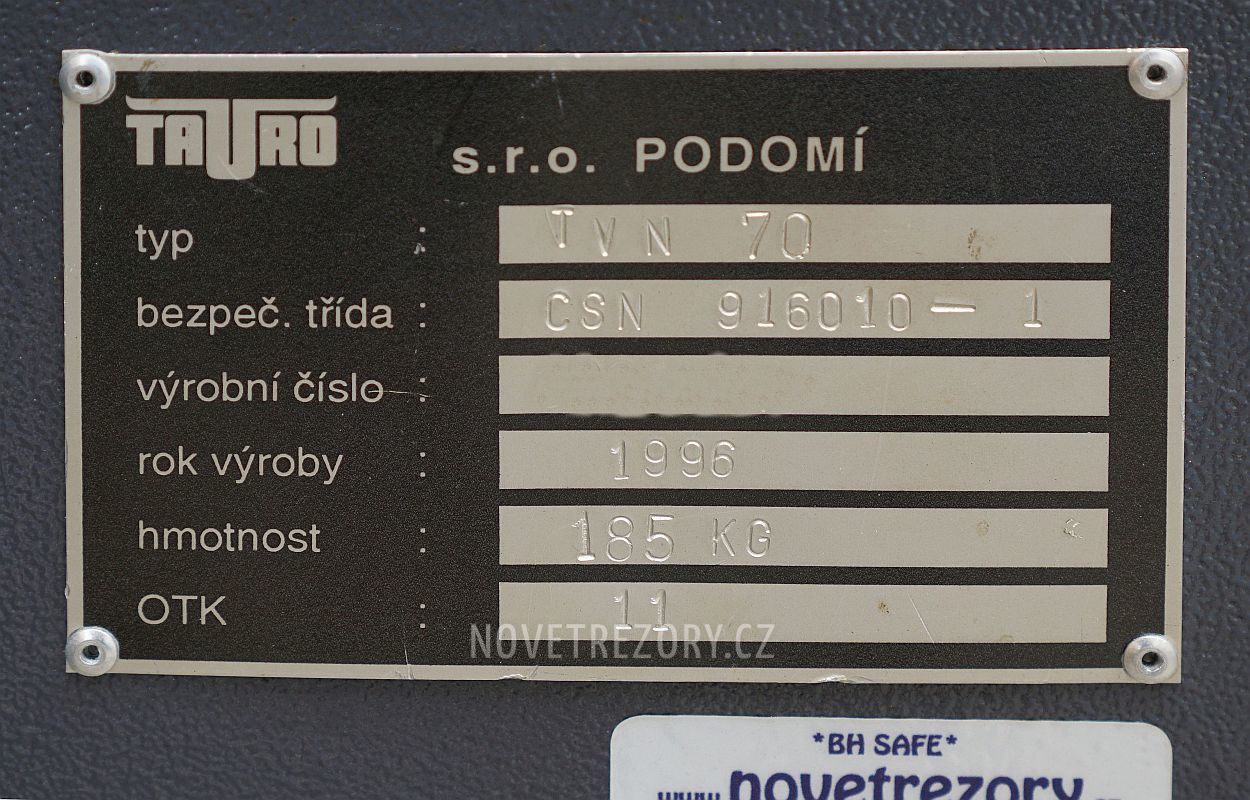 TAURO s.r.o. PODOMÍ
typ : TVN 70
bezpeč. třída : CSN 916010 — 1
výrobní číslo :
rok výroby : 1996
hmotnost : 185 KG
OTK : 11
NOVETREZORY.CZ
*BH SAFE*
www.novetrezory